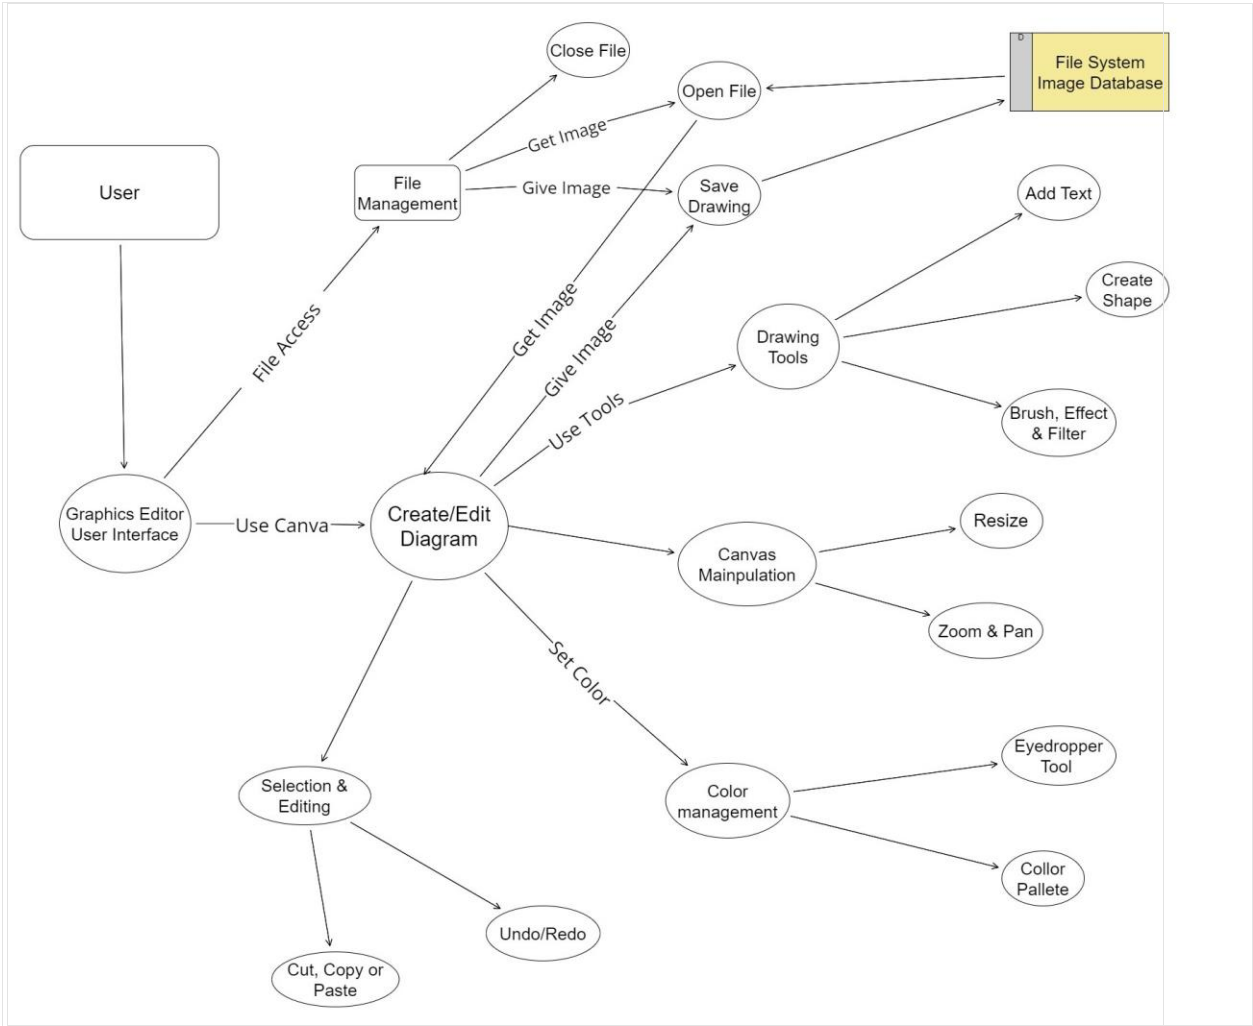 Close File
File System
Image Database
D
Open File
Get Image
User
File
Management
Give Image
Save
Drawing
Add Text
Create
Shape
File Access
Get Image
Give Image
Drawing
Tools
Use Tools
Brush, Effect
& Filter
Graphics Editor
User Interface
Use Canva
Create/Edit
Diagram
Resize
Canvas
Mainpulation
Zoom & Pan
Set Color
Eyedropper
Tool
Selection &
Editing
Color
management
Collor
Pallete
Undo/Redo
Cut, Copy or
Paste